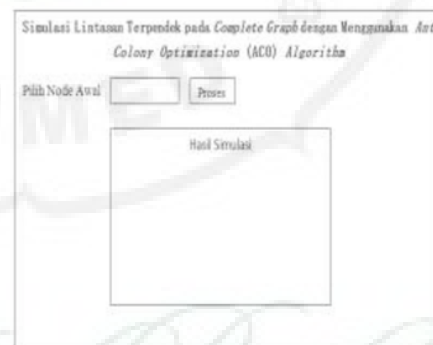 Simulasi Lintasan Terpendek pada Complete Graph dengan Menggunakan Ant
Colony Optimization (ACO) Algorithm
Pilih Node Awal
Proses
Hasil Simulasi